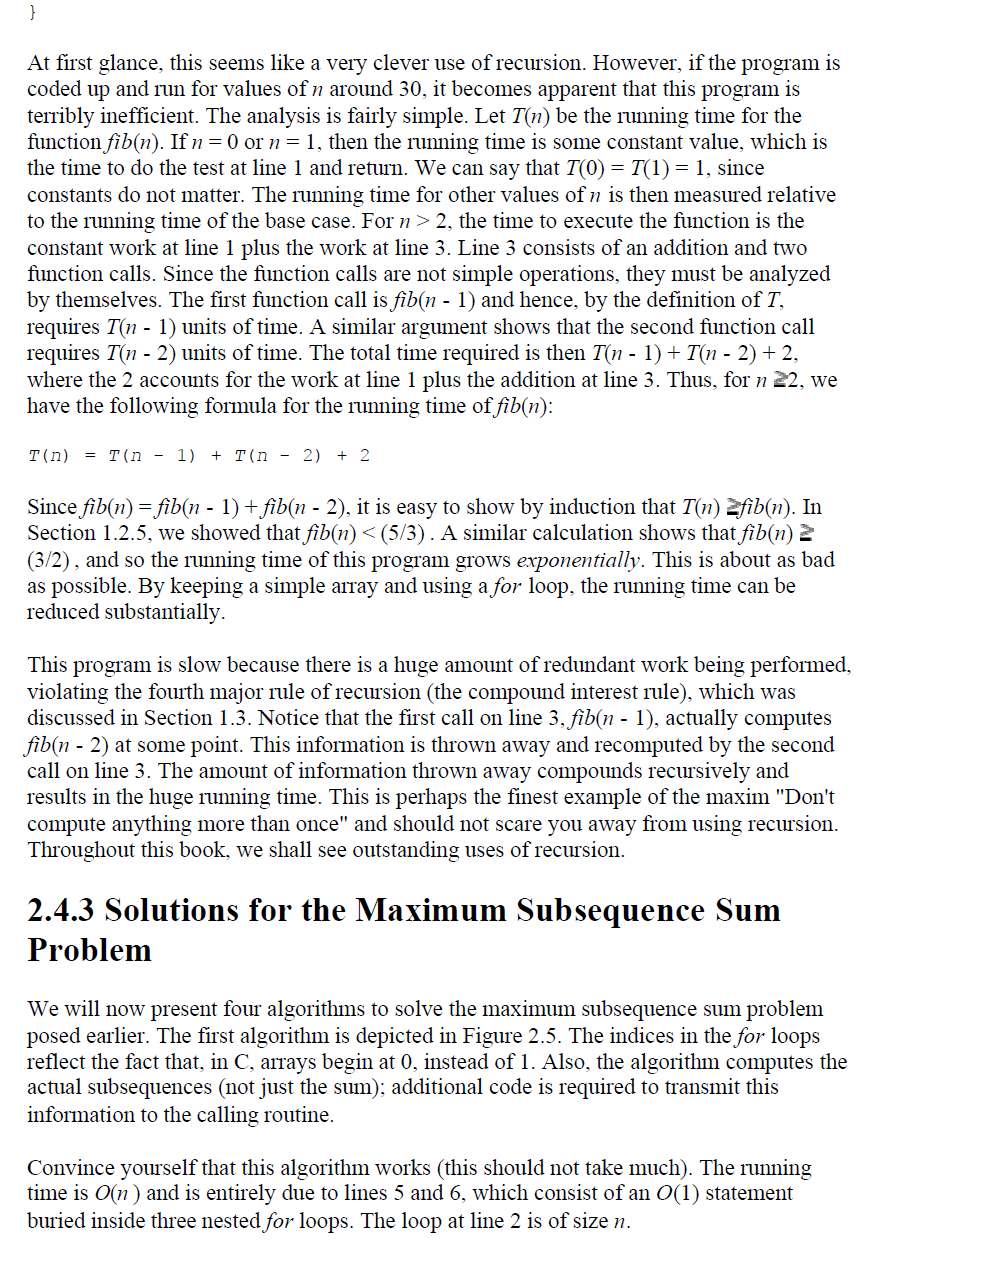 }
At first glance, this seems like a very clever use of recursion. However, if the program is
coded up and run for values of n around 30, it becomes apparent that this program is
terribly inefficient. The analysis is fairly simple. Let T(n) be the running time for the
function fib(n). If n = 0 or n = 1, then the running time is some constant value, which is
the time to do the test at line 1 and return. We can say that T(0) = T(1) = 1, since
constants do not matter. The running time for other values of n is then measured relative
to the running time of the base case. For n > 2, the time to execute the function is the
constant work at line 1 plus the work at line 3. Line 3 consists of an addition and two
function calls. Since the function calls are not simple operations, they must be analyzed
by themselves. The first function call is fib(n - 1) and hence, by the definition of T,
requires T(n - 1) units of time. A similar argument shows that the second function call
requires T(n - 2) units of time. The total time required is then T(n - 1) + T(n - 2) + 2,
where the 2 accounts for the work at line 1 plus the addition at line 3. Thus, for n ≥2, we
have the following formula for the running time of fib(n):
T(n) = T(n - 1) + T(n - 2) + 2
Since fib(n) = fib(n - 1) + fib(n - 2), it is easy to show by induction that T(n) ≥fib(n). In
Section 1.2.5, we showed that fib(n) < (5/3) . A similar calculation shows that fib(n) ≥
(3/2) , and so the running time of this program grows exponentially. This is about as bad
as possible. By keeping a simple array and using a for loop, the running time can be
reduced substantially.
This program is slow because there is a huge amount of redundant work being performed,
violating the fourth major rule of recursion (the compound interest rule), which was
discussed in Section 1.3. Notice that the first call on line 3, fib(n - 1), actually computes
fib(n - 2) at some point. This information is thrown away and recomputed by the second
call on line 3. The amount of information thrown away compounds recursively and
results in the huge running time. This is perhaps the finest example of the maxim "Don't
compute anything more than once" and should not scare you away from using recursion.
Throughout this book, we shall see outstanding uses of recursion.
2.4.3 Solutions for the Maximum Subsequence Sum
Problem
We will now present four algorithms to solve the maximum subsequence sum problem
posed earlier. The first algorithm is depicted in Figure 2.5. The indices in the for loops
reflect the fact that, in C, arrays begin at 0, instead of 1. Also, the algorithm computes the
actual subsequences (not just the sum); additional code is required to transmit this
information to the calling routine.
Convince yourself that this algorithm works (this should not take much). The running
time is O(n ) and is entirely due to lines 5 and 6, which consist of an O(1) statement
buried inside three nested for loops. The loop at line 2 is of size n.